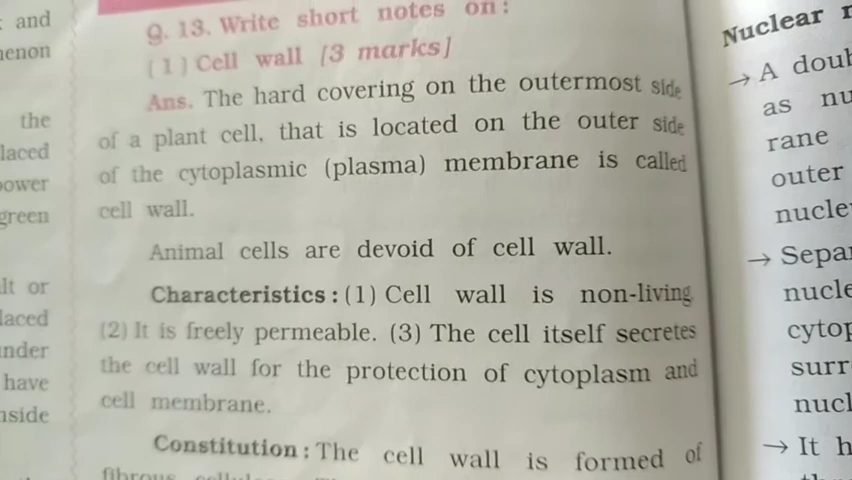 and
the
laced
green
lt or
laced
nder
have
Q. 13. Write short notes on:
(1) Cell wall [3 marks]
Ans. The hard covering on the outermost side
of a plant cell, that is located on the outer side
of the cytoplasmic (plasma) membrane is called
cell wall.
Animal cells are devoid of cell wall.
Characteristics: (1) Cell wall is non-living
(2) It is freely permeable. (3) The cell itself secretes
the cell wall for the protection of cytoplasm and
cell membrane.
Constitution: The cell wall is formed of
fibrous
Nuclear
→ A doub
as nu
rane
outer
nucle
→ Separ
nucle
cytop
surr
nucl
→ It h